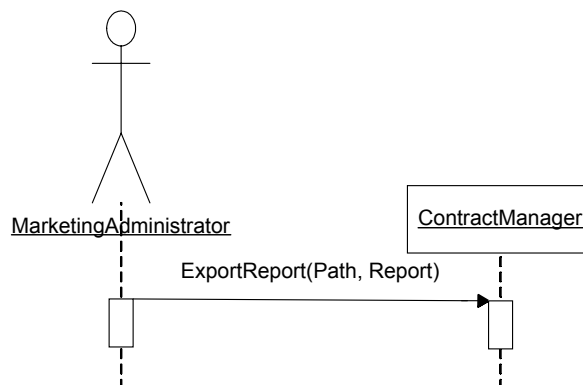 MarketingAdministrator
ContractManager
ExportReport(Path, Report)